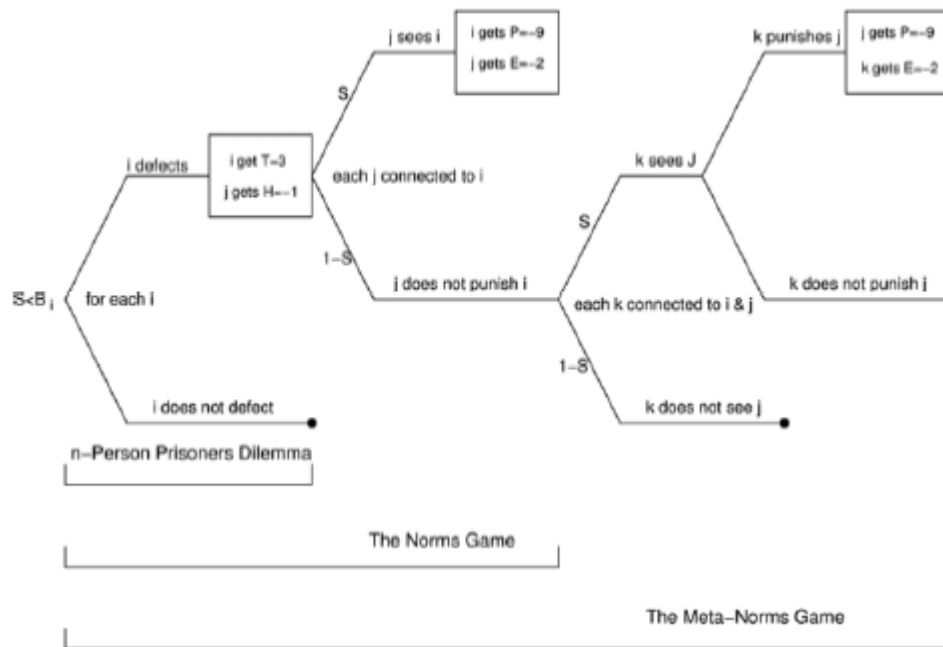 j sees i
i gets P=-9
j gets E=-2
k punishes j
j gets P=-9
k gets E=-2
S
i defects
i get T=3
j gets H=-1
each j connected to i
k sees J
S
1-S
S<B i
for each i
j does not punish i
each k connected to i & j
k does not punish j
1-S
i does not defect
k does not see j
n-Person Prisoners Dilemma
The Norms Game
The Meta-Norms Game